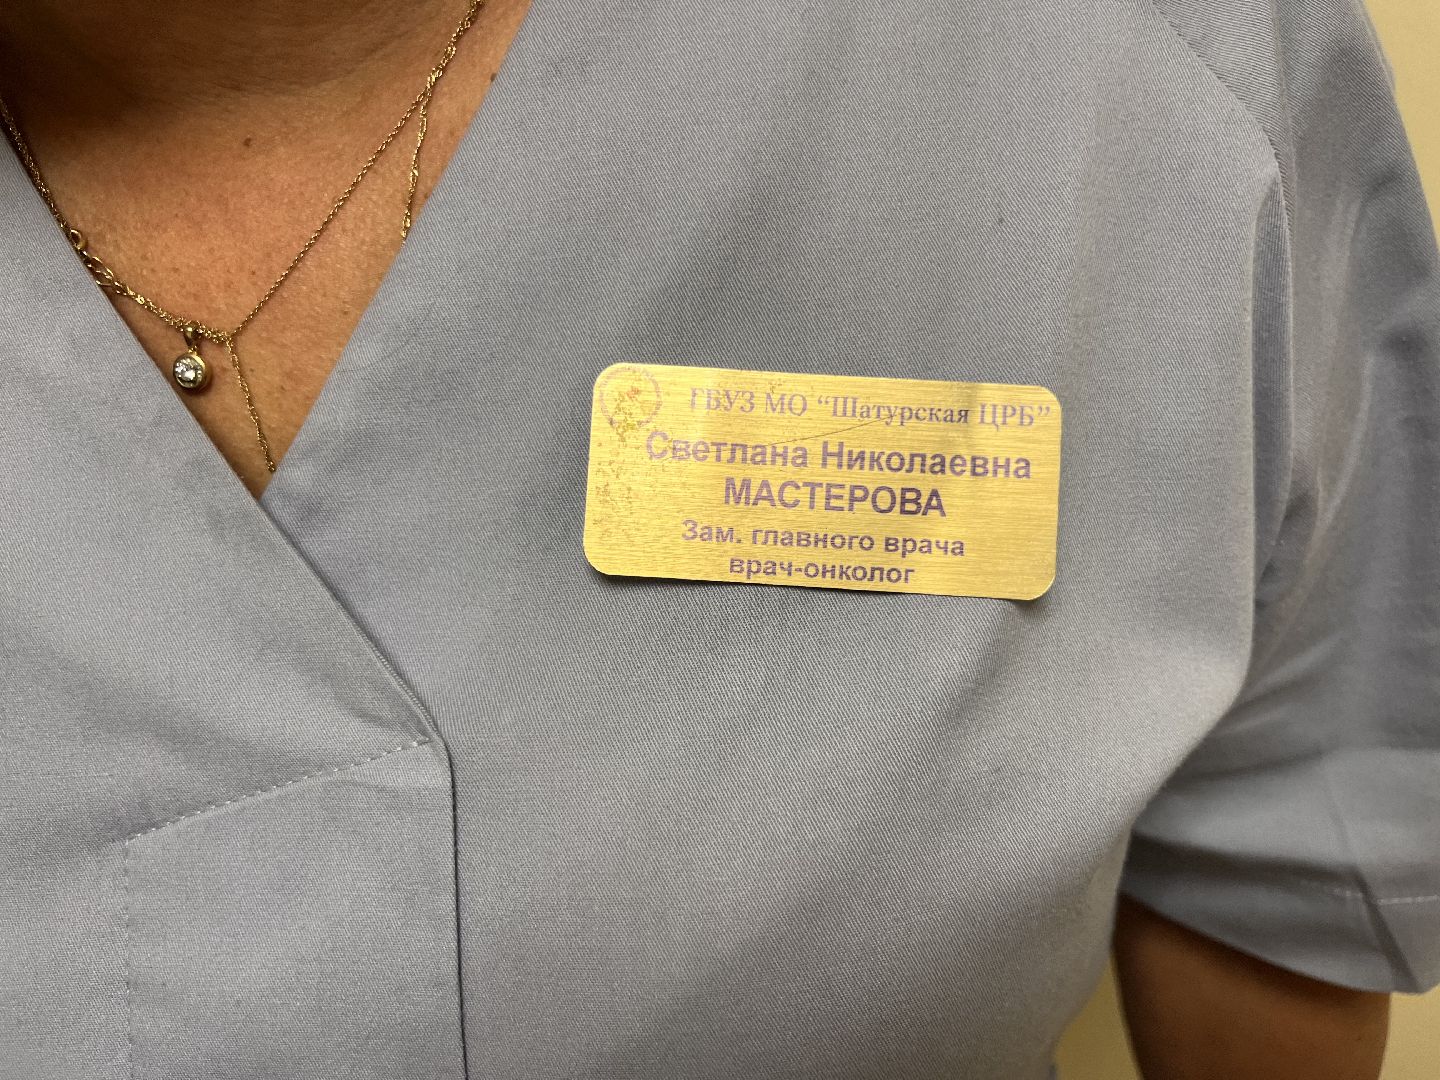 ГБУЗ МО “Шатурская ЦРБ”
Светлана Николаевна
МАСТЕРОВА
Зам. главного врача
врач-онколог